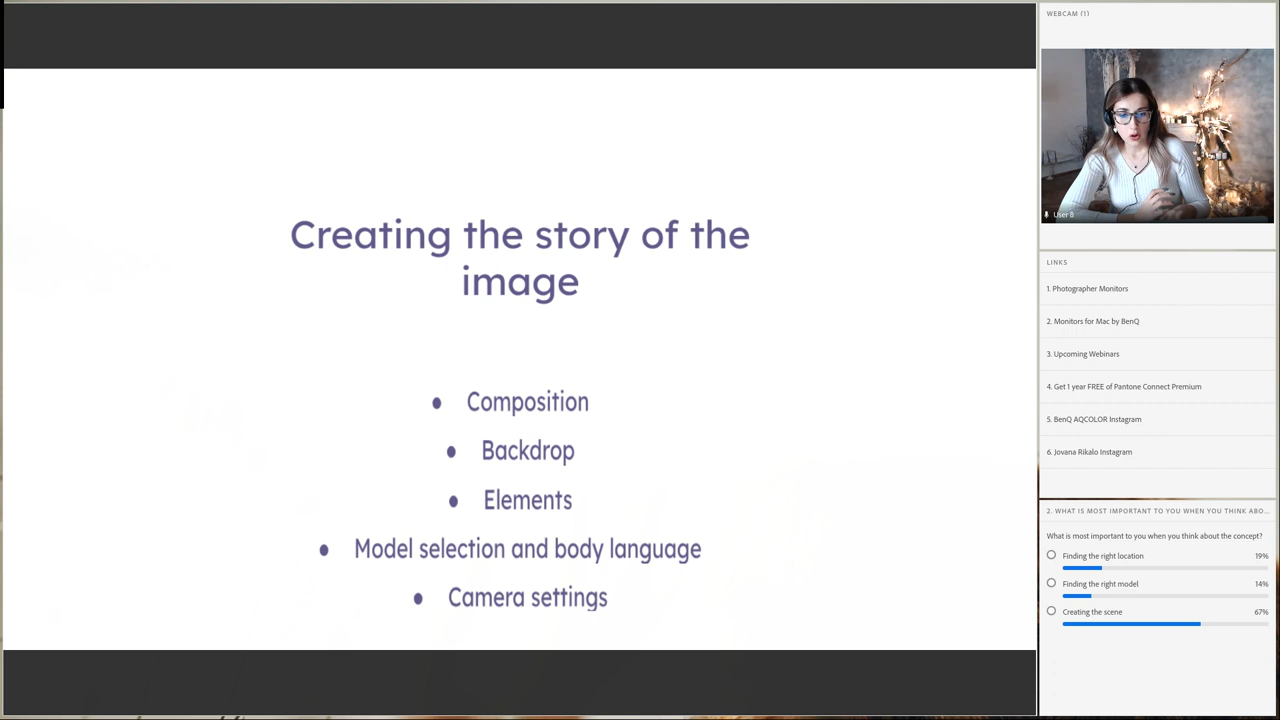 Creating the story of the
image
● Composition
● Backdrop
● Elements
● Model selection and body language
● Camera settings
WEBCAM (1)
User 8
LINKS
1. Photographer Monitors
2. Monitors for Mac by BenQ
3. Upcoming Webinars
4. Get 1 year FREE of Pantone Connect Premium
5. BenQ AQCOLOR Instagram
6. Jovana Rikalo Instagram
2. WHAT IS MOST IMPORTANT TO YOU WHEN YOU THINK ABO...
What is most important to you when you think about the concept?
Finding the right location 19%
Finding the right model 14%
Creating the scene 67%